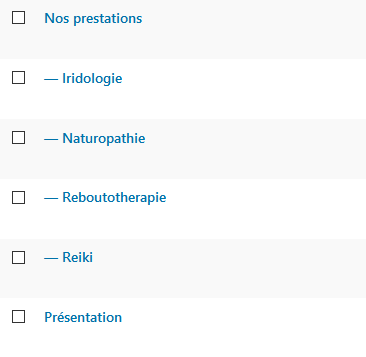 Nos prestations
— Iridologie
— Naturopathie
— Reboutotherapie
— Reiki
Présentation